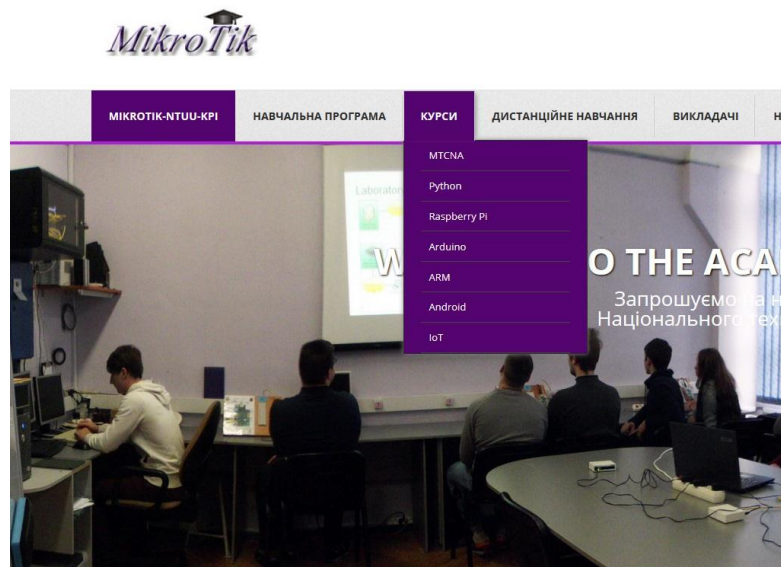 MikroTik
MIKROTIK-NTUU-KPI НАВЧАЛЬНА ПРОГРАМА КУРСИ ДИСТАНЦІЙНЕ НАВЧАННЯ ВИКЛАДАЧІ
MTCNA
Python
Raspberry Pi
Arduino
ARM
Android
IoT
THE
Запрошуємо на
Національного